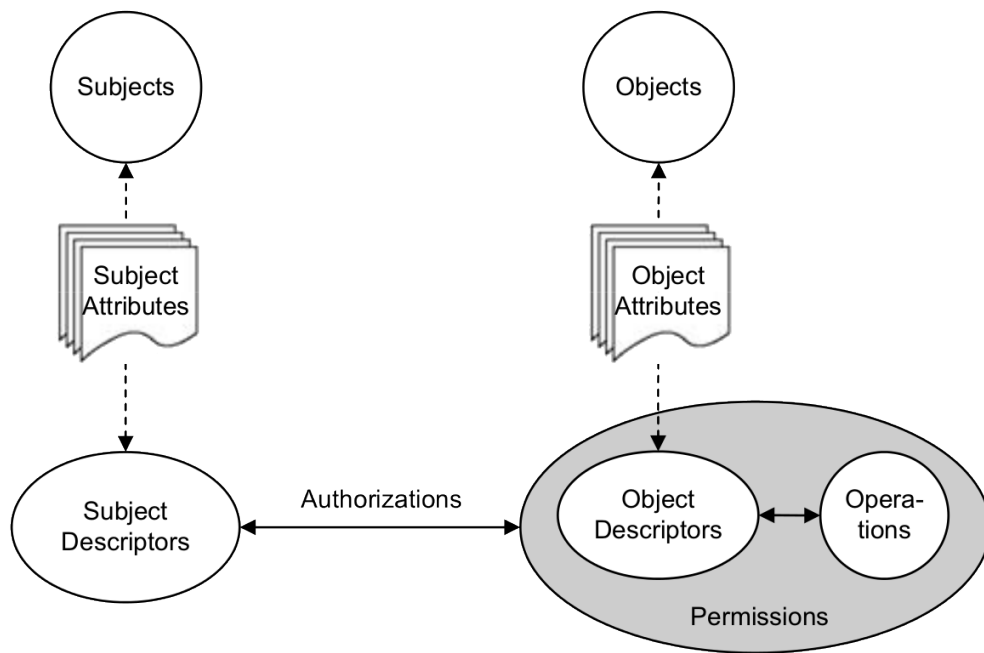 Subjects
Objects
Subject
Attributes
Object
Attributes
Subject
Descriptors
Authorizations
Object
Descriptors
Opera-
tions
Permissions